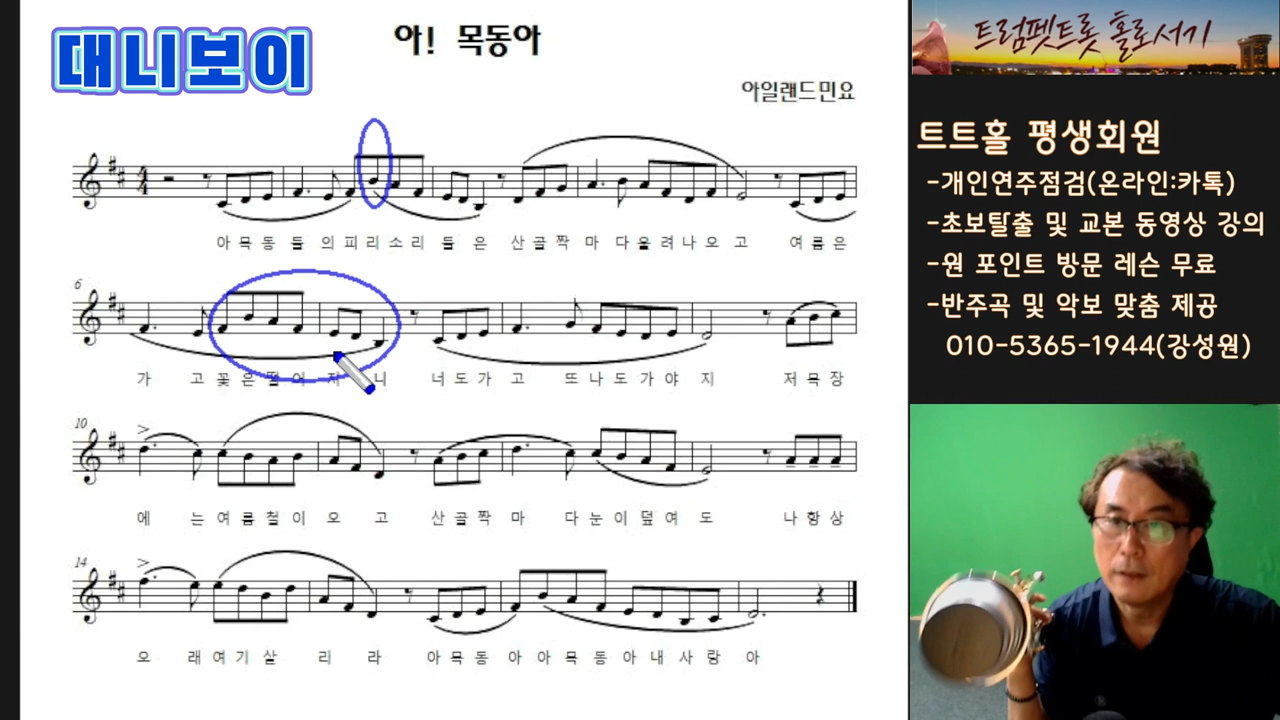 대니보이
아! 목동아
아일랜드민요
아 목 동 들 의 피 리 소 리 들 은 산 골 짝 마 다 울 려 나 오 고 여 름 은
6
가 고 꽃 은 떨 어 지 니 너 도 가 고 또 나 도 가 야 지 저 목 장
10
에 는 여 름 철 이 오 고 산 골 짝 마 다 눈 이 덮 여 도 나 항 상
14
오 래 여 기 살 리 라 아 목 동 아 아 목 동 아 내 사 랑 아
트럼펫트롯 홀로서기
트트홀 평생회원
-개인연주점검(온라인:카톡)
-초보탈출 및 교본 동영상 강의
-원 포인트 방문 레슨 무료
-반주곡 및 악보 맞춤 제공
010-5365-1944(강성원)